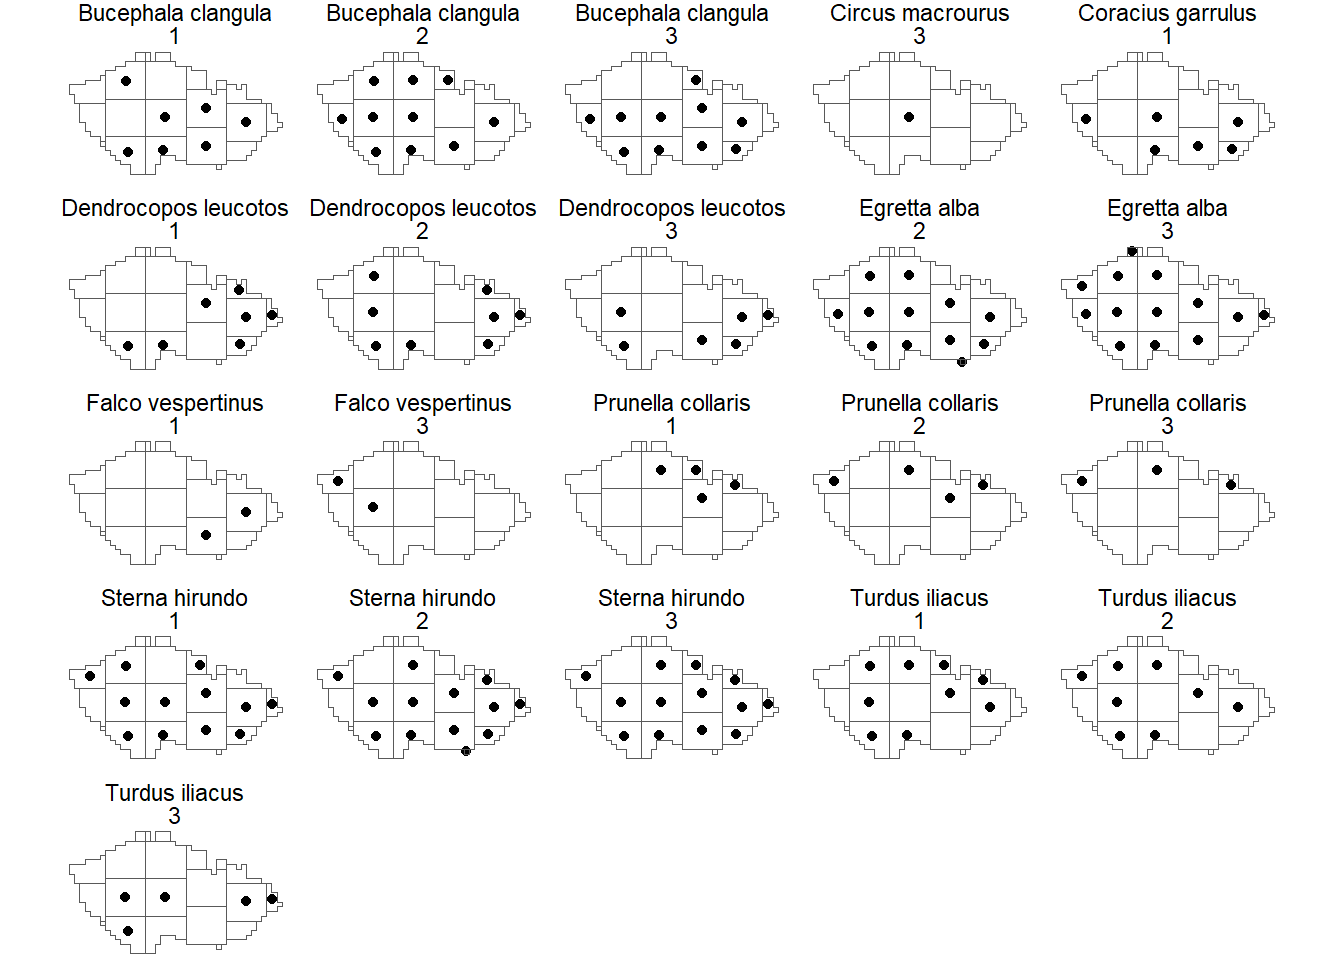 Bucephala clangula
1
Bucephala clangula
2
Bucephala clangula
3
Circus macrourus
3
Coracius garrulus
1
Dendrocopos leucotos
1
Dendrocopos leucotos
2
Dendrocopos leucotos
3
Egretta alba
2
Egretta alba
3
Falco vespertinus
1
Falco vespertinus
3
Prunella collaris
1
Prunella collaris
2
Prunella collaris
3
Sterna hirundo
1
Sterna hirundo
2
Sterna hirundo
3
Turdus iliacus
1
Turdus iliacus
2
Turdus iliacus
3